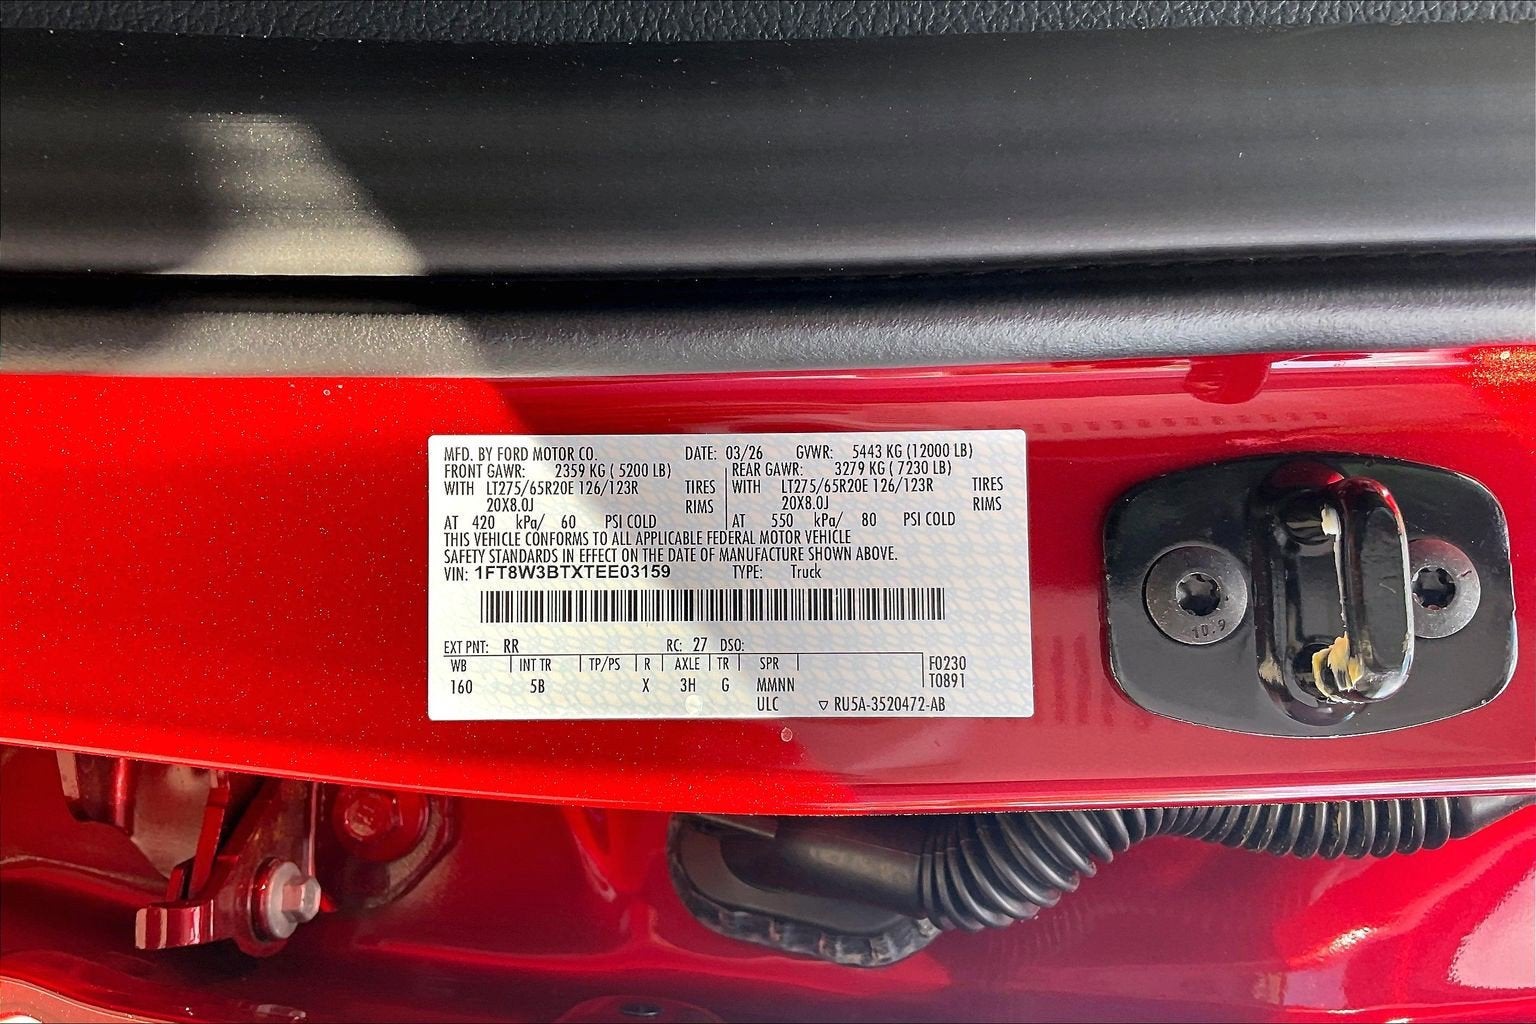 MFD. BY FORD MOTOR CO. DATE: 03/26 GVWR: 5443 KG (12000 LB)
FRONT GAWR: 2359 KG ( 5200 LB) REAR GAWR: 3279 KG ( 7230 LB)
WITH LT275/65R20E 126/123R TIRES WITH LT275/65R20E 126/123R TIRES
20X8.0J RIMS 20X8.0J RIMS
AT 420 kPa/ 60 PSI COLD AT 550 kPa/ 80 PSI COLD
THIS VEHICLE CONFORMS TO ALL APPLICABLE FEDERAL MOTOR VEHICLE
SAFETY STANDARDS IN EFFECT ON THE DATE OF MANUFACTURE SHOWN ABOVE.
VIN: 1FT8W3BTXTEE03159 TYPE: Truck
EXT PNT: RR RC: 27 DSO:
WB INT TR TP/PS R AXLE TR SPR F0230
160 5B X 3H G MMNN T0891
ULC ▽ RU5A-3520472-AB
10.9